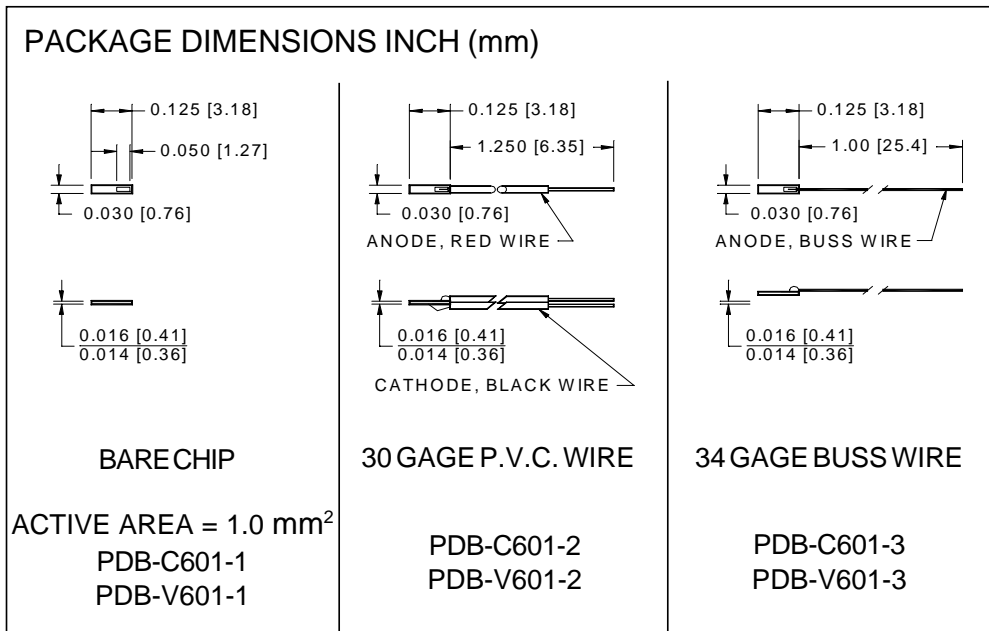 PACKAGE DIMENSIONS INCH (mm)
0.125 [3.18]
0.050 [1.27]
0.030 [0.76]
0.016 [0.41]
0.014 [0.36]
BARE CHIP
ACTIVE AREA = 1.0 mm²
PDB-C601-1
PDB-V601-1
0.125 [3.18]
1.250 [6.35]
0.030 [0.76]
ANODE, RED WIRE
0.016 [0.41]
0.014 [0.36]
CATHODE, BLACK WIRE
30 GAGE P.V.C. WIRE
PDB-C601-2
PDB-V601-2
0.125 [3.18]
1.00 [25.4]
0.030 [0.76]
ANODE, BUSS WIRE
0.016 [0.41]
0.014 [0.36]
34 GAGE BUSS WIRE
PDB-C601-3
PDB-V601-3